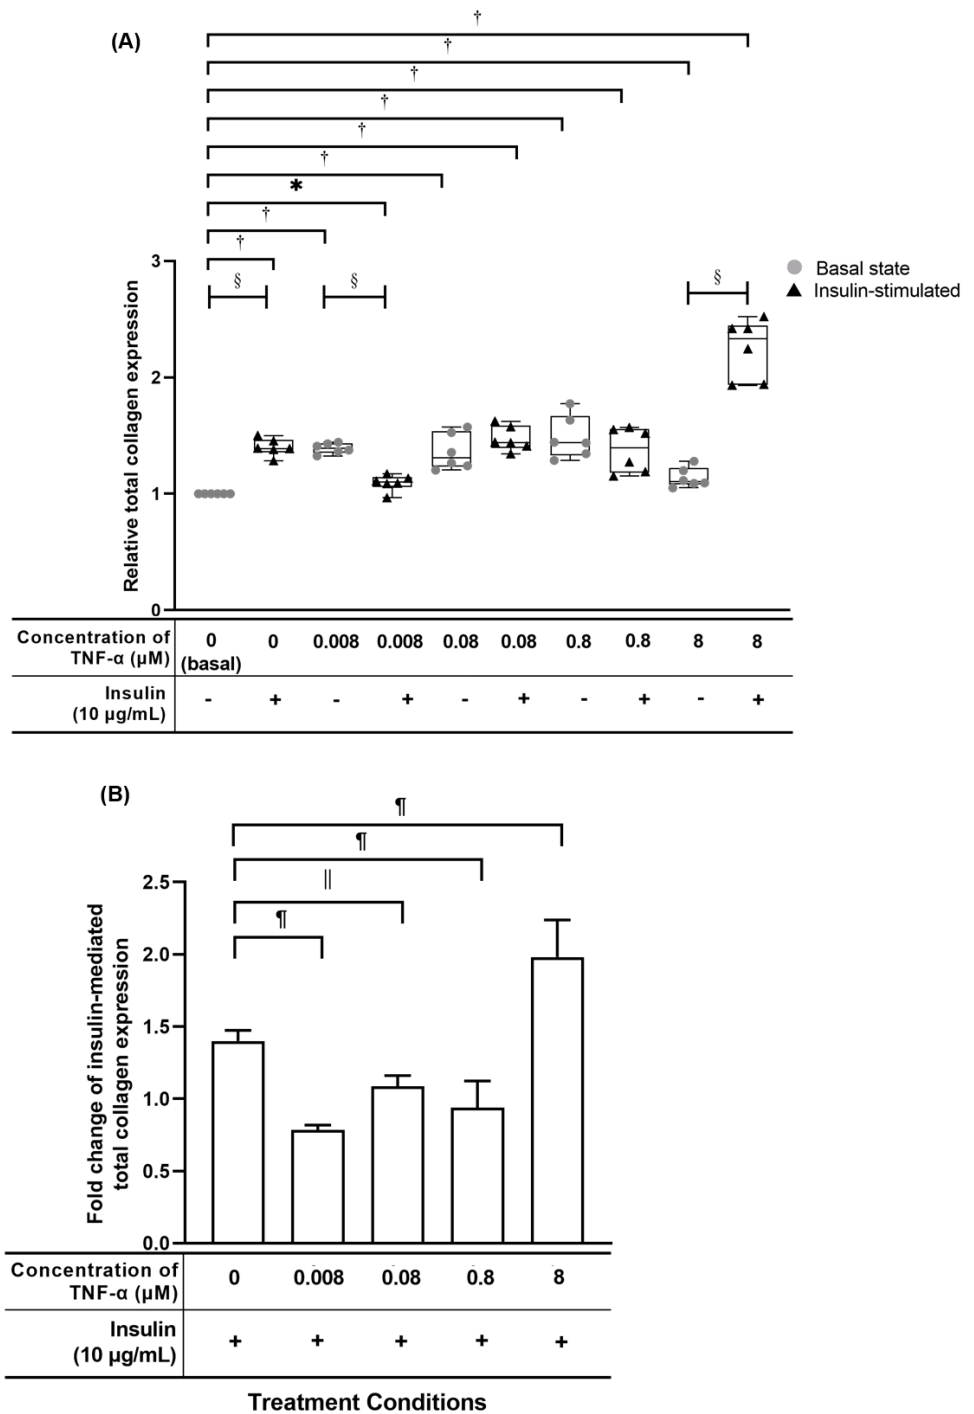 †
(A)
†
†
†
†
†
*
†
†
§ § §
3
2
1
0
Relative total collagen expression
Basal state
Insulin-stimulated
Concentration of 0 0 0.008 0.008 0.08 0.08 0.8 0.8 8 8
TNF-α (µM) (basal)
Insulin - + - + - + - + - +
(10 µg/mL)
(B)
¶
¶
||
¶
2.5
2.0
1.5
1.0
0.5
0.0
Fold change of insulin-mediated
total collagen expression
Concentration of 0 0.008 0.08 0.8 8
TNF-α (µM)
Insulin + + + + +
(10 µg/mL)
Treatment Conditions